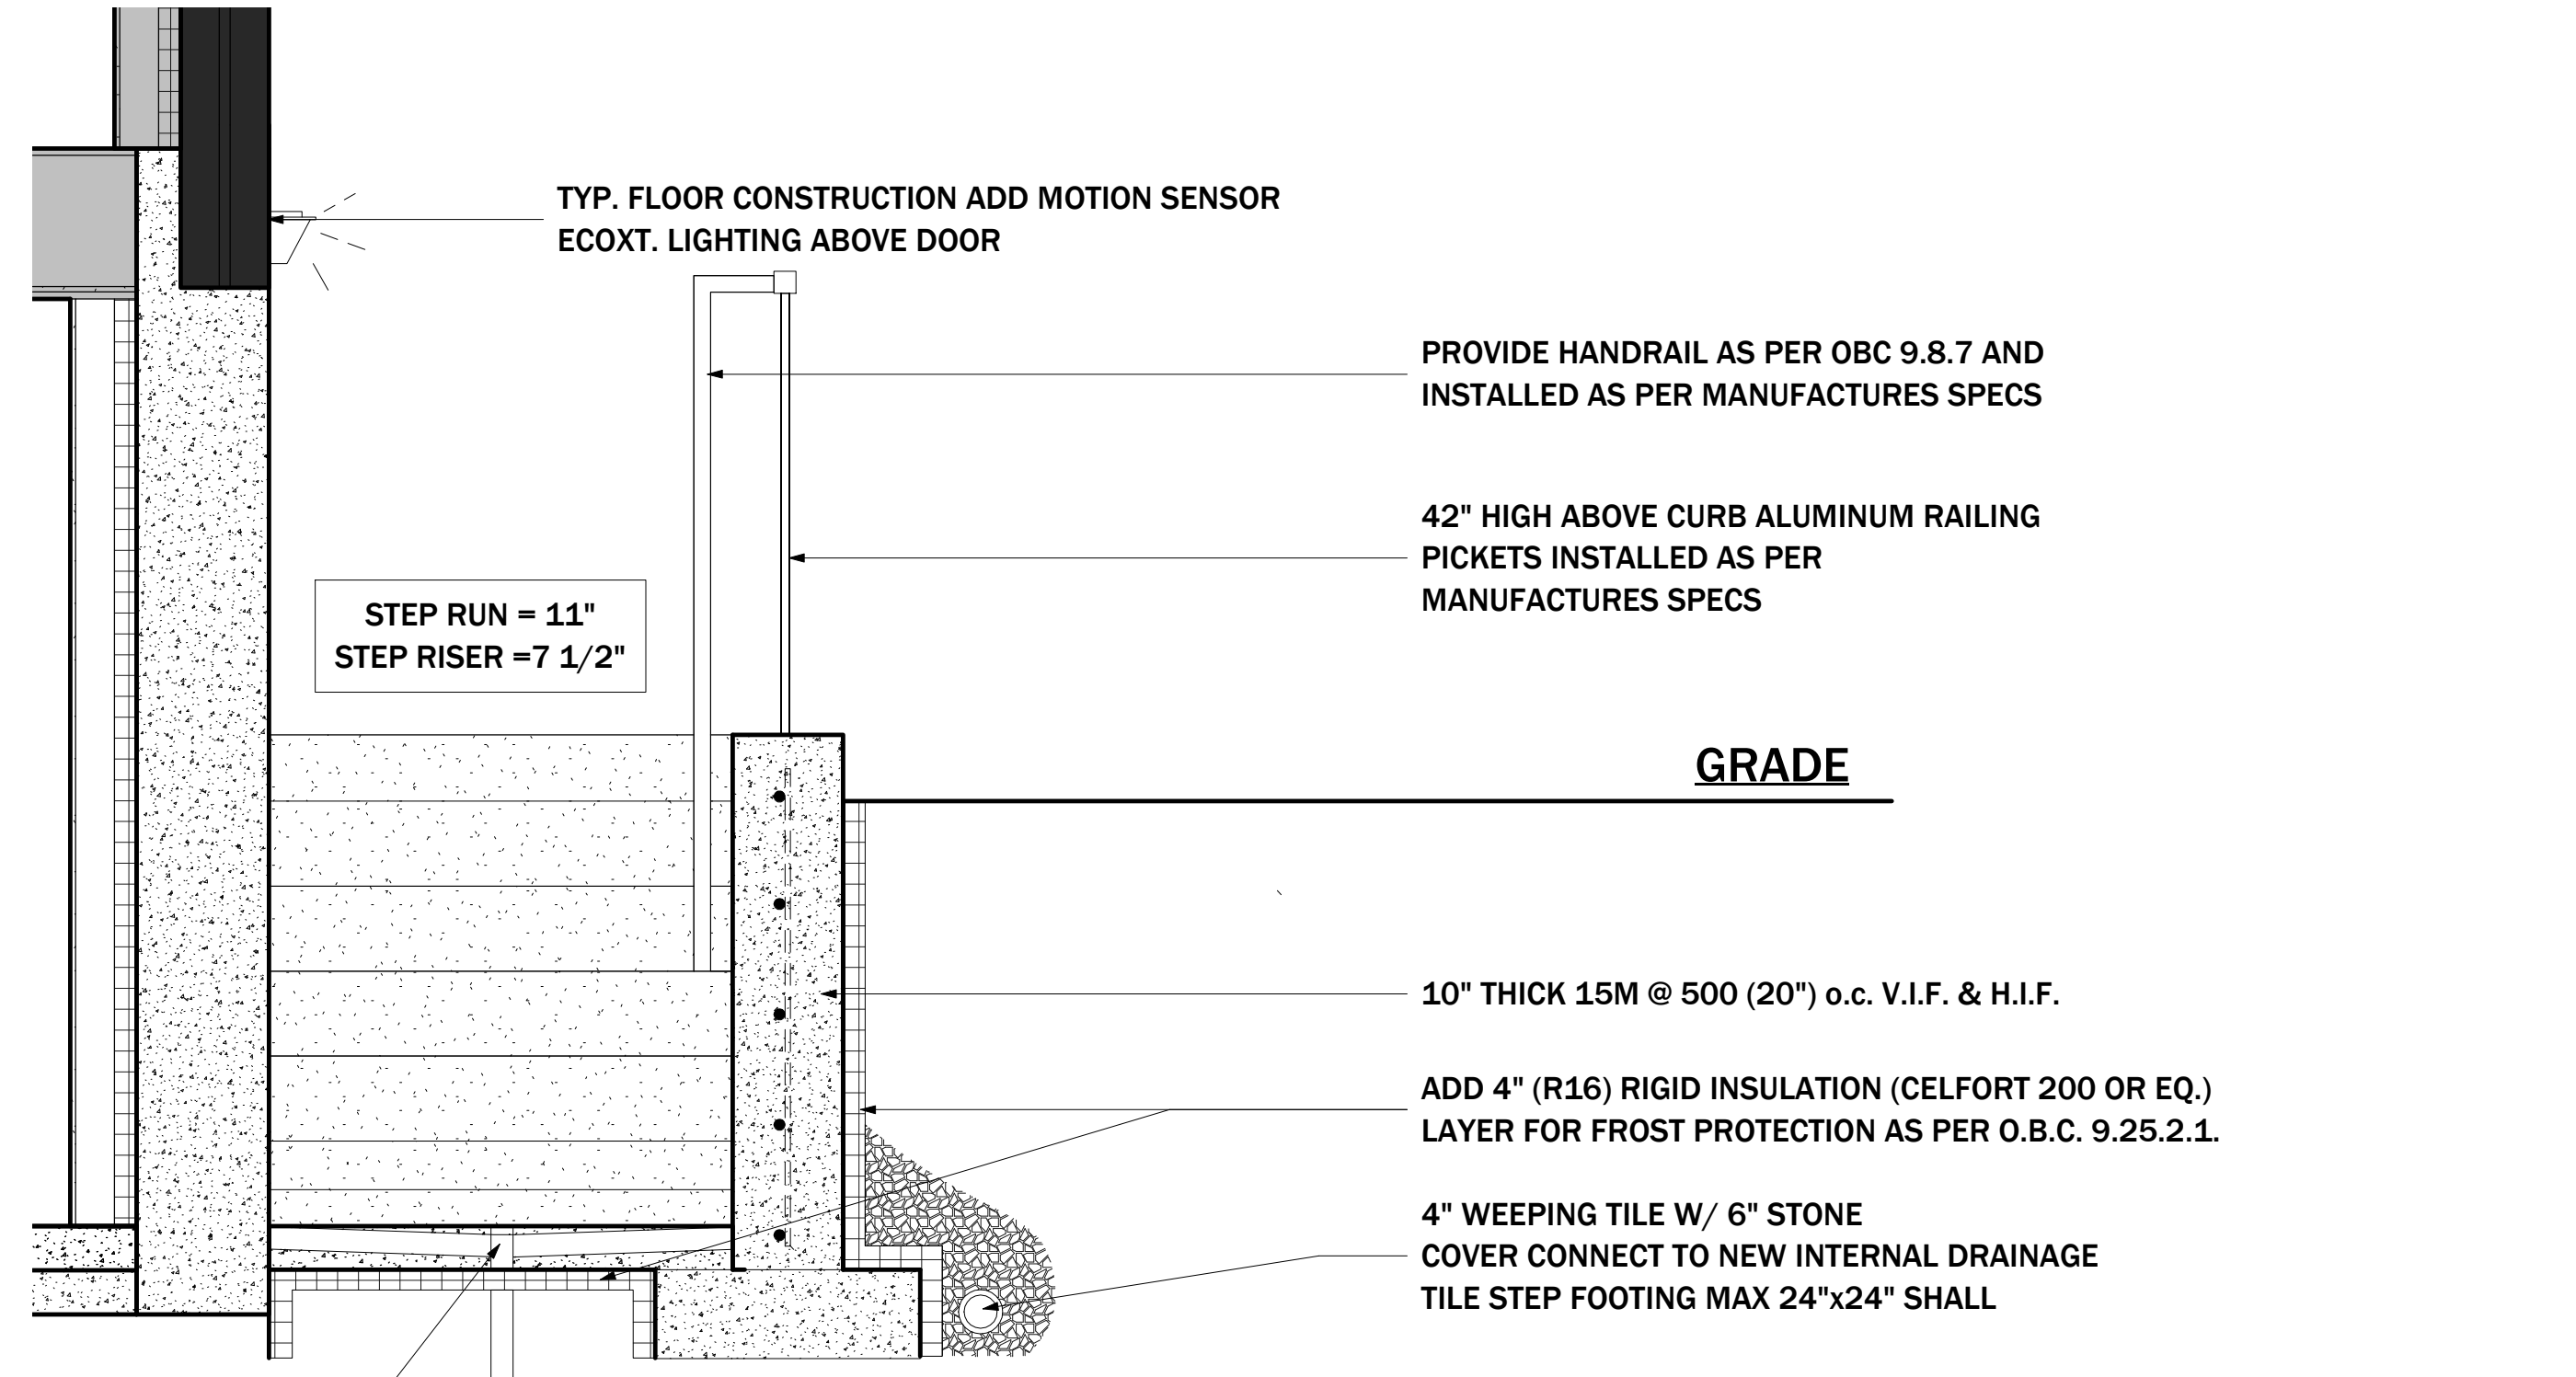 TYP. FLOOR CONSTRUCTION ADD MOTION SENSOR
ECOXT. LIGHTING ABOVE DOOR
PROVIDE HANDRAIL AS PER OBC 9.8.7 AND
INSTALLED AS PER MANUFACTURES SPECS
42" HIGH ABOVE CURB ALUMINUM RAILING
PICKETS INSTALLED AS PER
MANUFACTURES SPECS
STEP RUN = 11"
STEP RISER =7 1/2"
GRADE
10" THICK 15M @ 500 (20") o.c. V.I.F. & H.I.F.
ADD 4" (R16) RIGID INSULATION (CELFORT 200 OR EQ.)
LAYER FOR FROST PROTECTION AS PER O.B.C. 9.25.2.1.
4" WEEPING TILE W/ 6" STONE
COVER CONNECT TO NEW INTERNAL DRAINAGE
TILE STEP FOOTING MAX 24"x24" SHALL